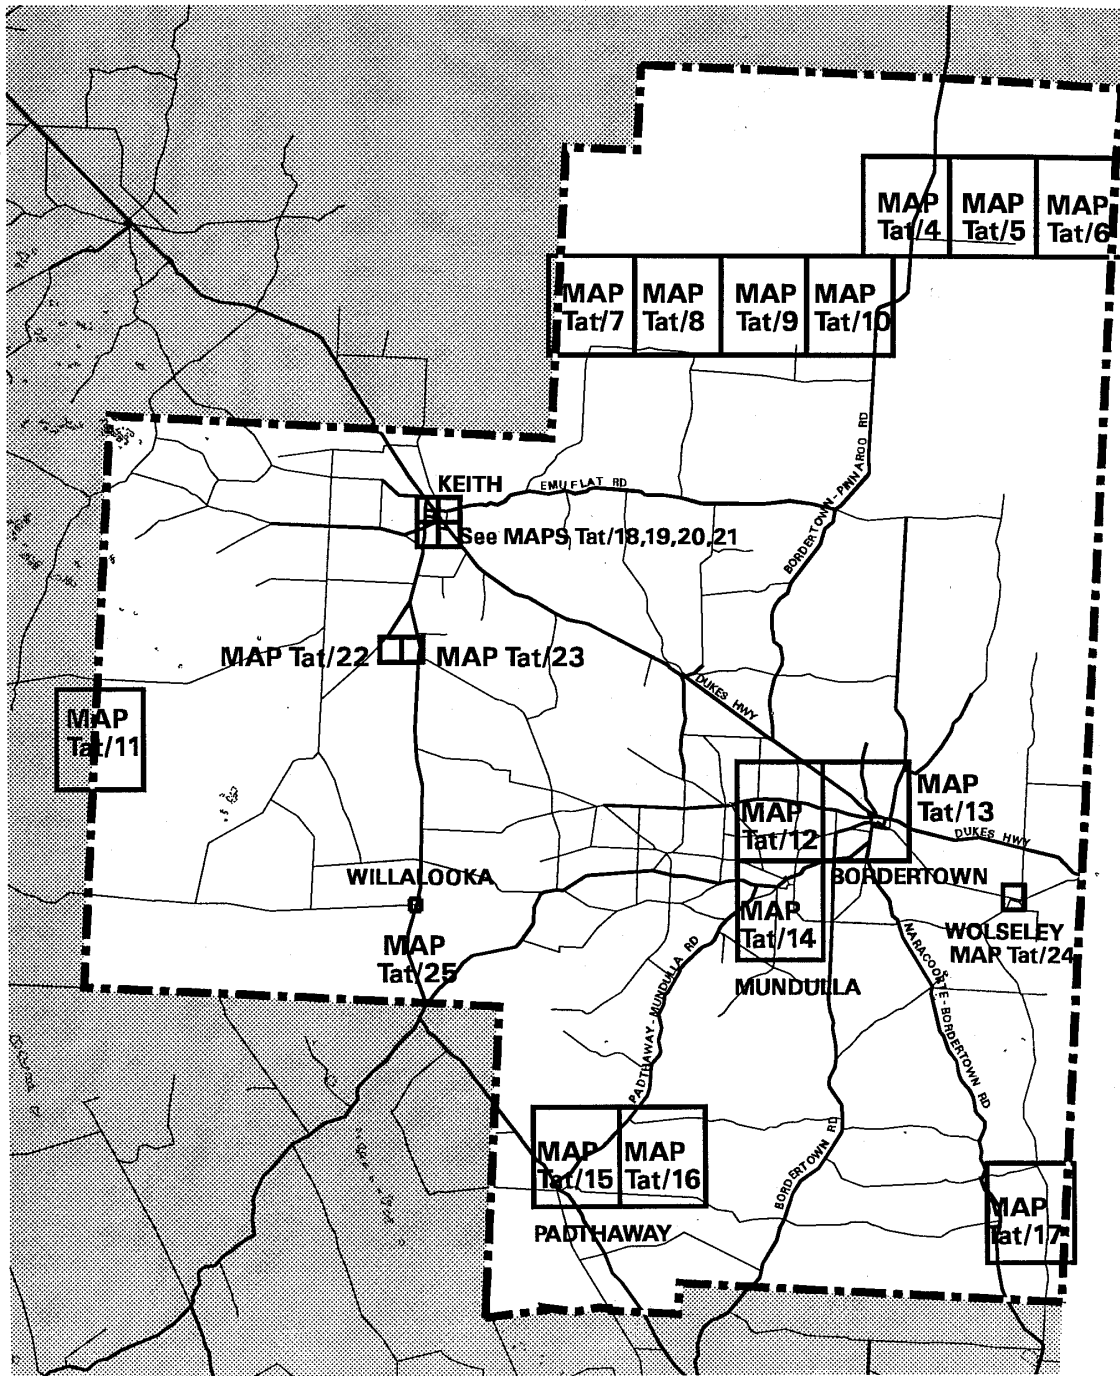 MAP
Tat/4
MAP
Tat/5
MAP
Tat/6
MAP
Tat/7
MAP
Tat/8
MAP
Tat/9
MAP
Tat/10
BORDERTOWN - PINNAROO RD
KEITH
EMU FLAT RD
See MAPS Tat/18,19,20,21
MAP Tat/22
MAP Tat/23
DUKES HWY
MAP
Tat/11
MAP
Tat/12
MAP
Tat/13
DUKES HWY
WILLALOOKA
BORDERTOWN
MAP
Tat/14
WOLSELEY
MAP Tat/24
MAP
Tat/25
MUNDULLA
PADTHAWAY - MUNDULLA RD
NARACOORTE - BORDERTOWN RD
MAP
Tat/15
MAP
Tat/16
BORDERTOWN RD
MAP
Tat/17
PADTHAWAY